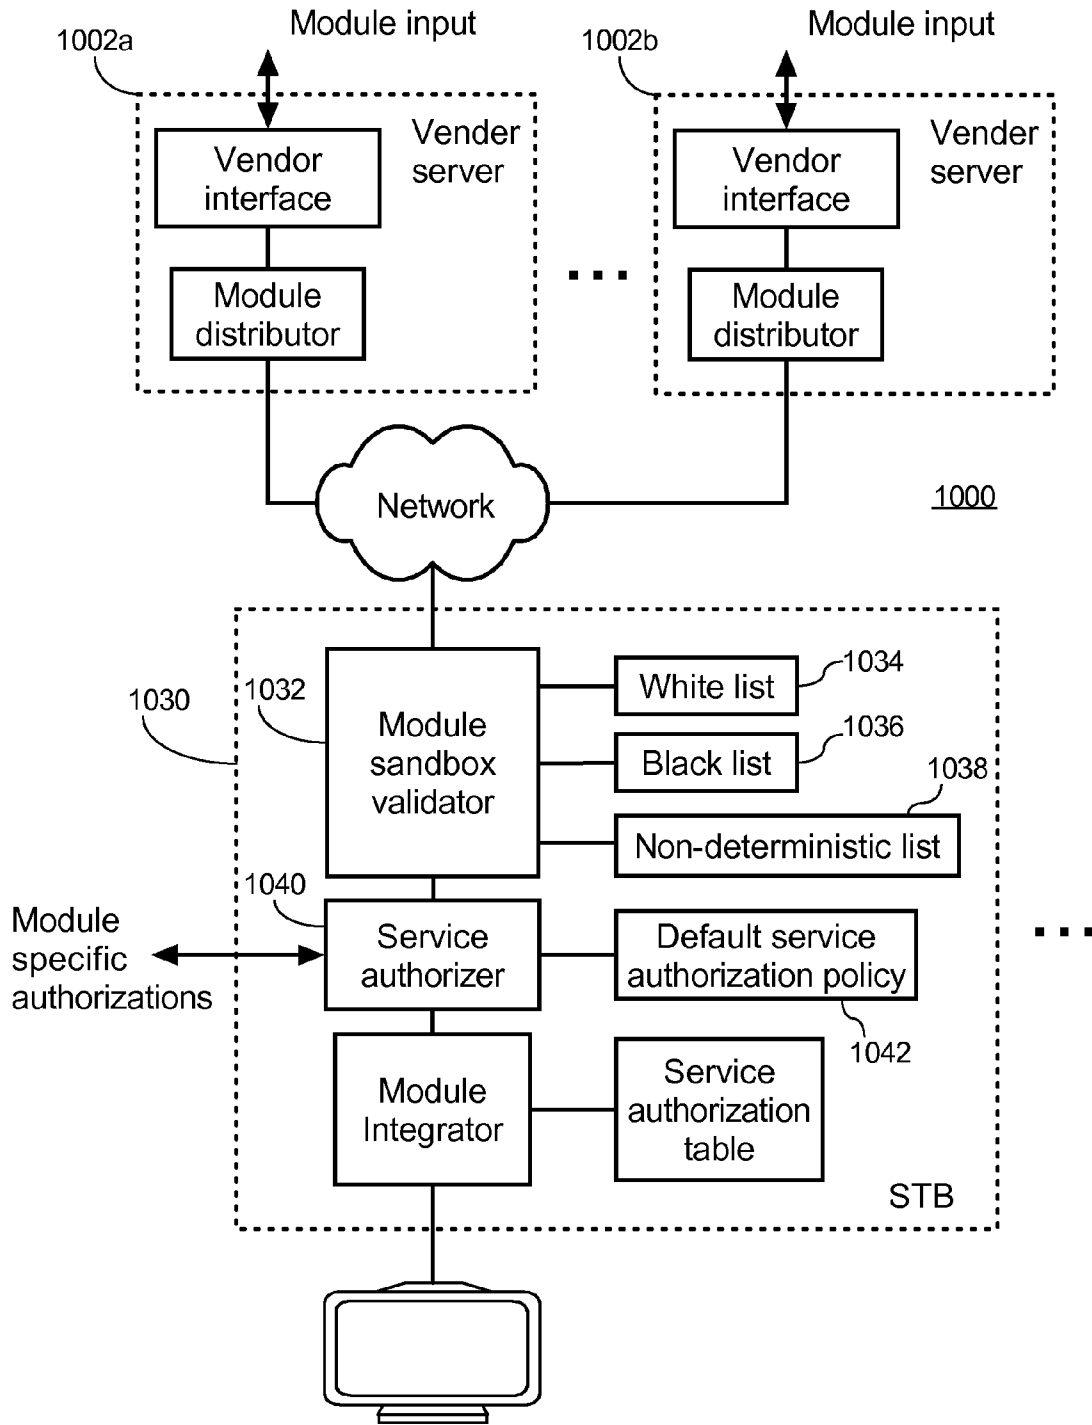 Module input
Module input
1002a
1002b
Vendor
interface
Vender
server
Vendor
interface
Vender
server
Module
distributor
...
Module
distributor
Network
1000
1030
1032
Module
sandbox
validator
White list
1034
Black list
1036
Non-deterministic list
1038
1040
Module
specific
authorizations
Service
authorizer
Default service
authorization policy
1042
...
Module
Integrator
Service
authorization
table
STB